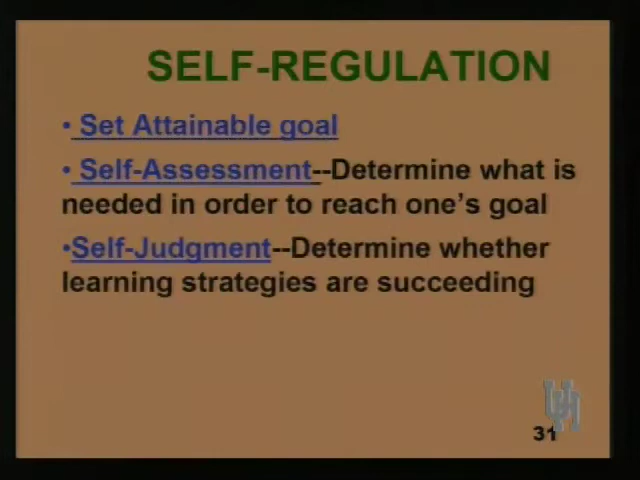 SELF-REGULATION
• Set Attainable goal
• Self-Assessment--Determine what is
needed in order to reach one’s goal
•Self-Judgment--Determine whether
learning strategies are succeeding
UH
31